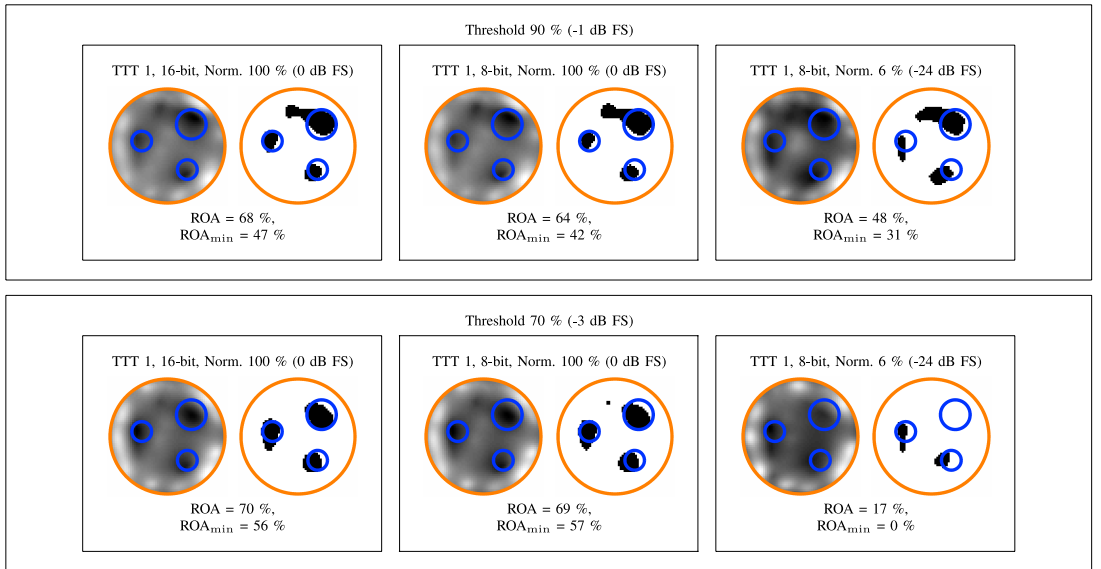 Threshold 90 % (-1 dB FS)
TTT 1, 16-bit, Norm. 100 % (0 dB FS)
ROA = 68 %,
ROAmin = 47 %
TTT 1, 8-bit, Norm. 100 % (0 dB FS)
ROA = 64 %,
ROAmin = 42 %
TTT 1, 8-bit, Norm. 6 % (-24 dB FS)
ROA = 48 %,
ROAmin = 31 %
Threshold 70 % (-3 dB FS)
TTT 1, 16-bit, Norm. 100 % (0 dB FS)
ROA = 70 %,
ROAmin = 56 %
TTT 1, 8-bit, Norm. 100 % (0 dB FS)
ROA = 69 %,
ROAmin = 57 %
TTT 1, 8-bit, Norm. 6 % (-24 dB FS)
ROA = 17 %,
ROAmin = 0 %